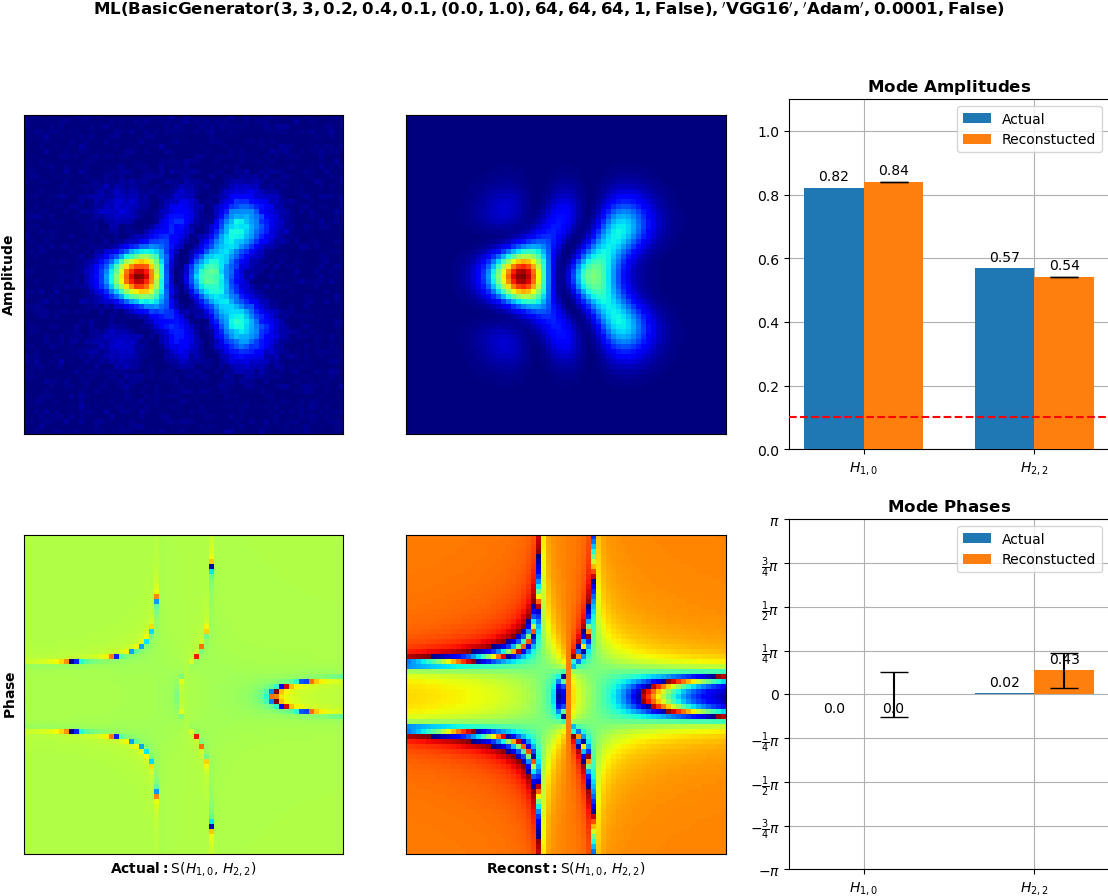 ML(BasicGenerator(3, 3, 0.2, 0.4, 0.1, (0.0, 1.0), 64, 64, 64, 1, False), ′VGG16′, ′Adam′, 0.0001, False)
Amplitude
Mode Amplitudes
Actual
Reconstucted
1.0
0.8
0.6
0.4
0.2
0.0
0.82
0.84
0.57
0.54
H1, 0
H2, 2
Phase
Actual: S(H1, 0, H2, 2)
Reconst: S(H1, 0, H2, 2)
Mode Phases
Actual
Reconstucted
π
3/4π
1/2π
1/4π
0
−1/4π
−1/2π
−3/4π
−π
0.0
0.0
0.02
0.43
H1, 0
H2, 2